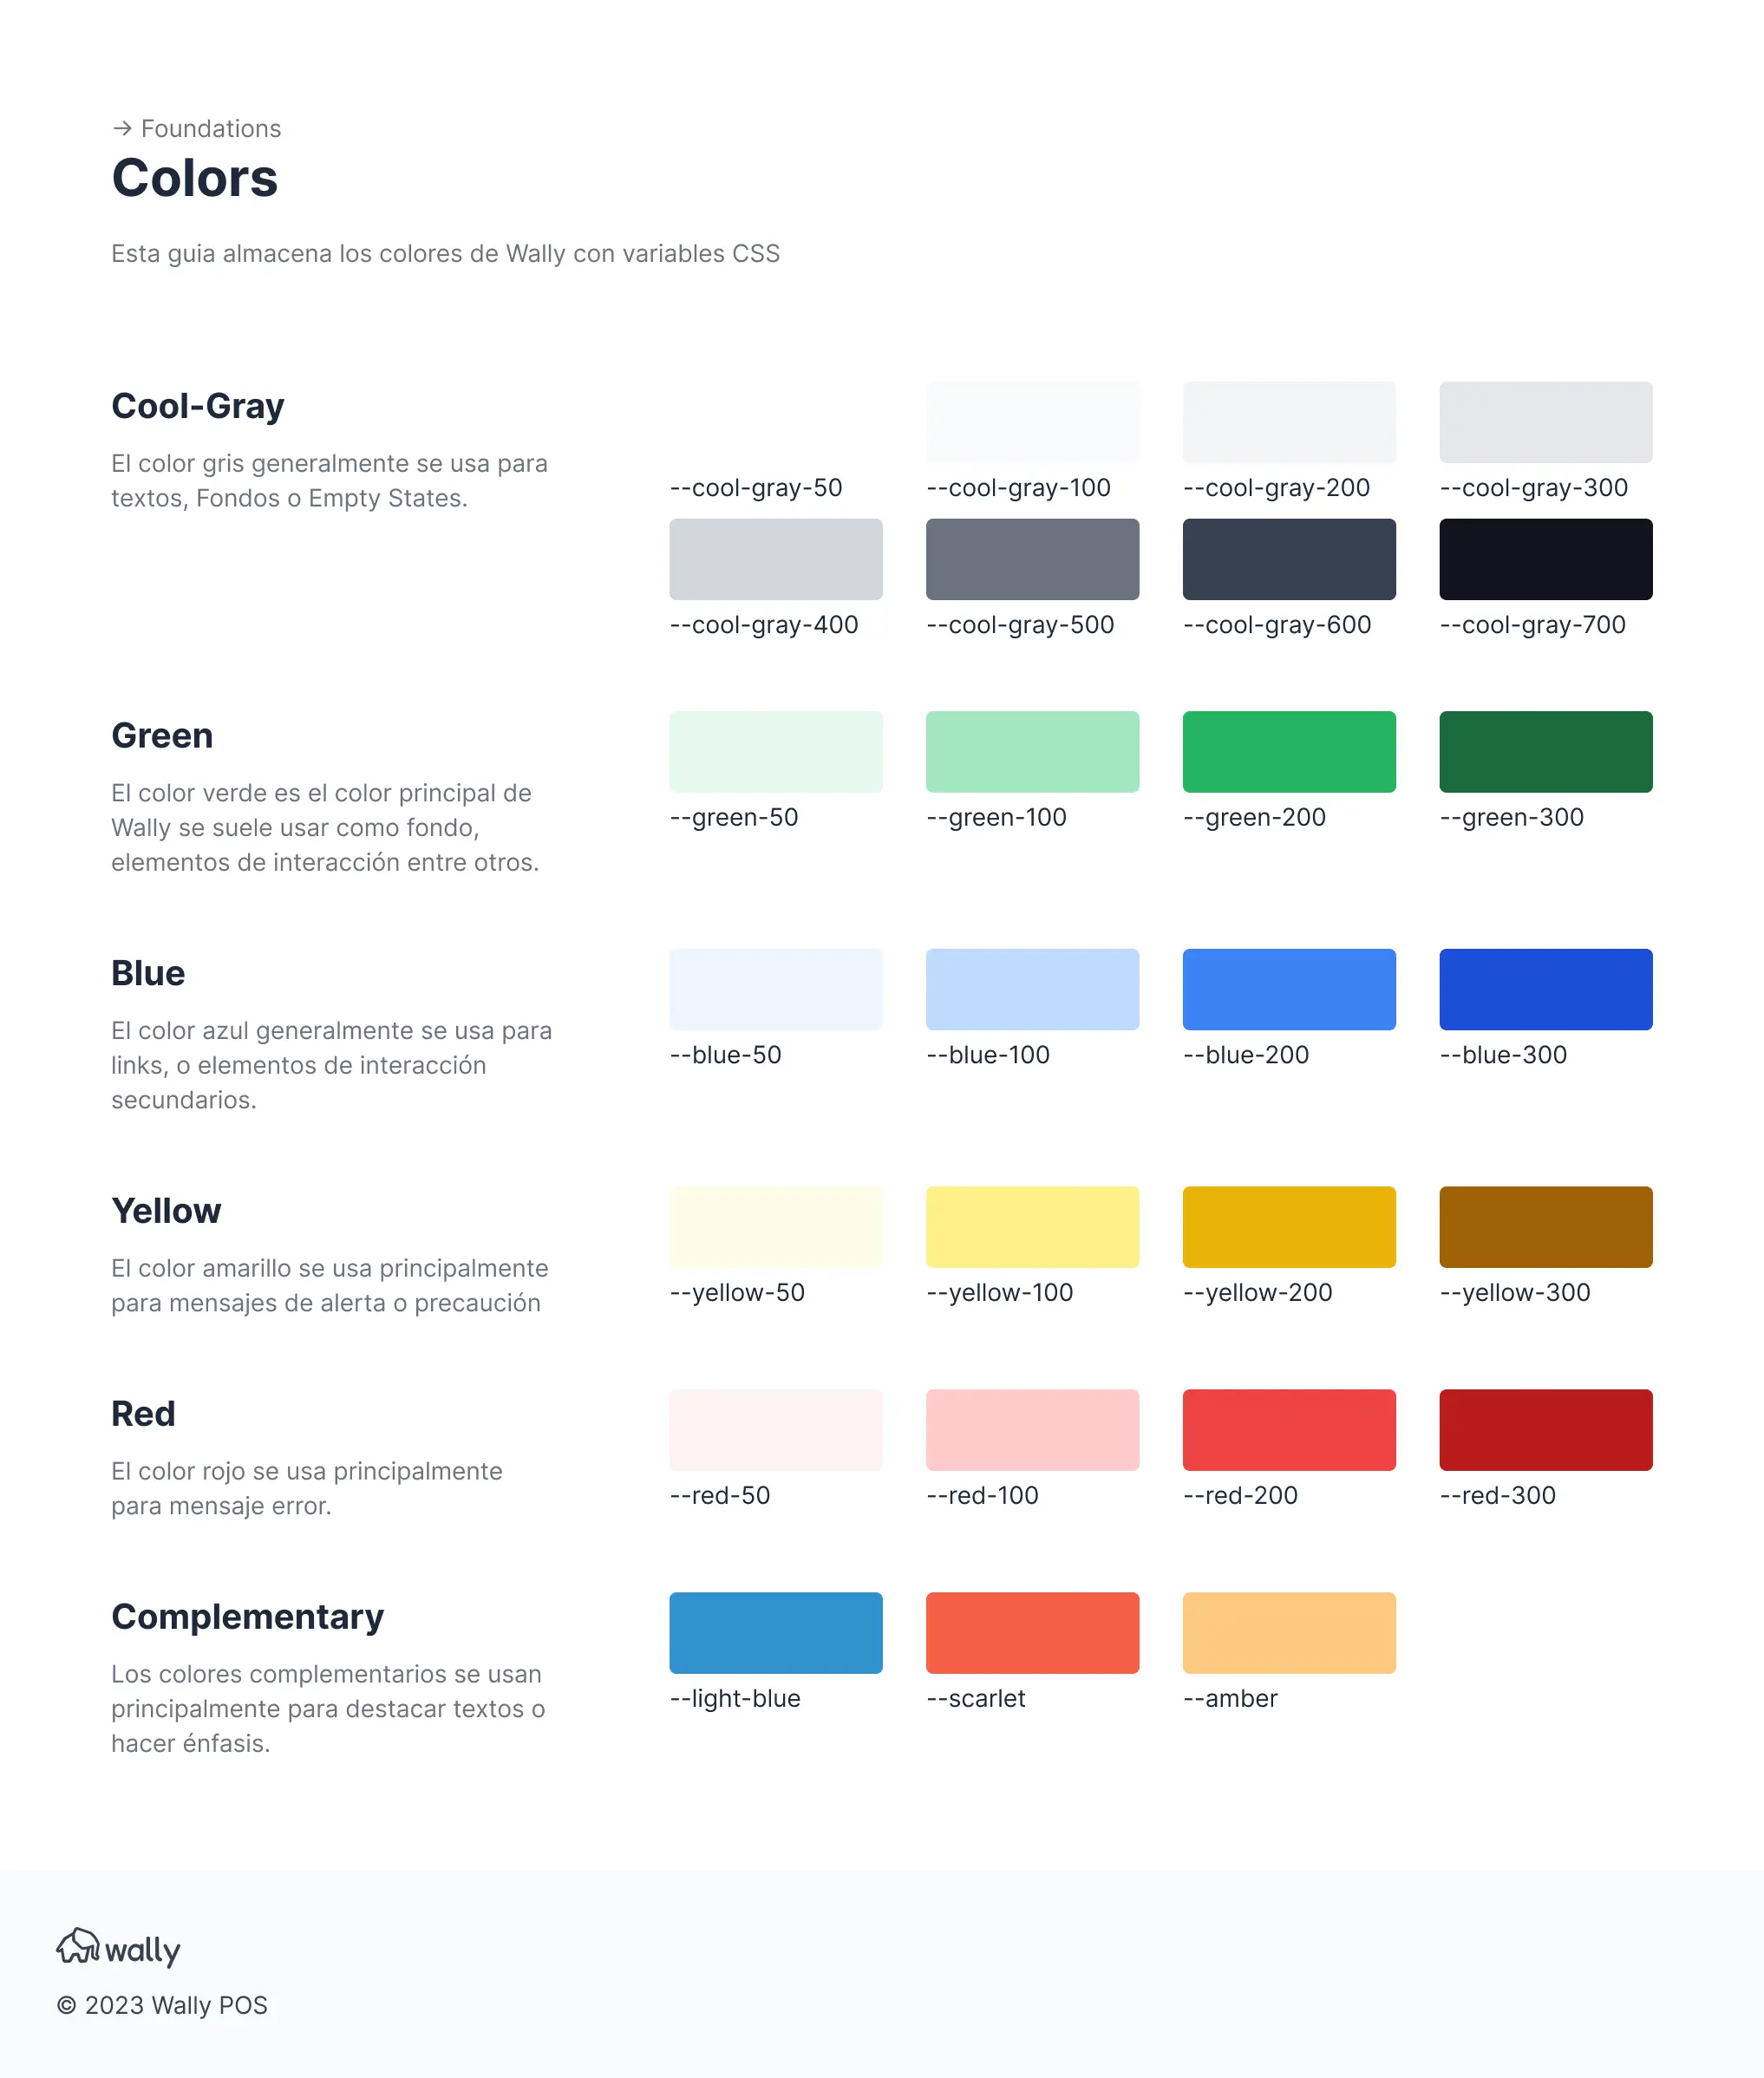 → Foundations
Colors
Esta guia almacena los colores de Wally con variables CSS
Cool-Gray
El color gris generalmente se usa para
textos, Fondos o Empty States.
--cool-gray-50
--cool-gray-100
--cool-gray-200
--cool-gray-300
--cool-gray-400
--cool-gray-500
--cool-gray-600
--cool-gray-700
Green
El color verde es el color principal de
Wally se suele usar como fondo,
elementos de interacción entre otros.
--green-50
--green-100
--green-200
--green-300
Blue
El color azul generalmente se usa para
links, o elementos de interacción
secundarios.
--blue-50
--blue-100
--blue-200
--blue-300
Yellow
El color amarillo se usa principalmente
para mensajes de alerta o precaución
--yellow-50
--yellow-100
--yellow-200
--yellow-300
Red
El color rojo se usa principalmente
para mensaje error.
--red-50
--red-100
--red-200
--red-300
Complementary
Los colores complementarios se usan
principalmente para destacar textos o
hacer énfasis.
--light-blue
--scarlet
--amber
wally
© 2023 Wally POS